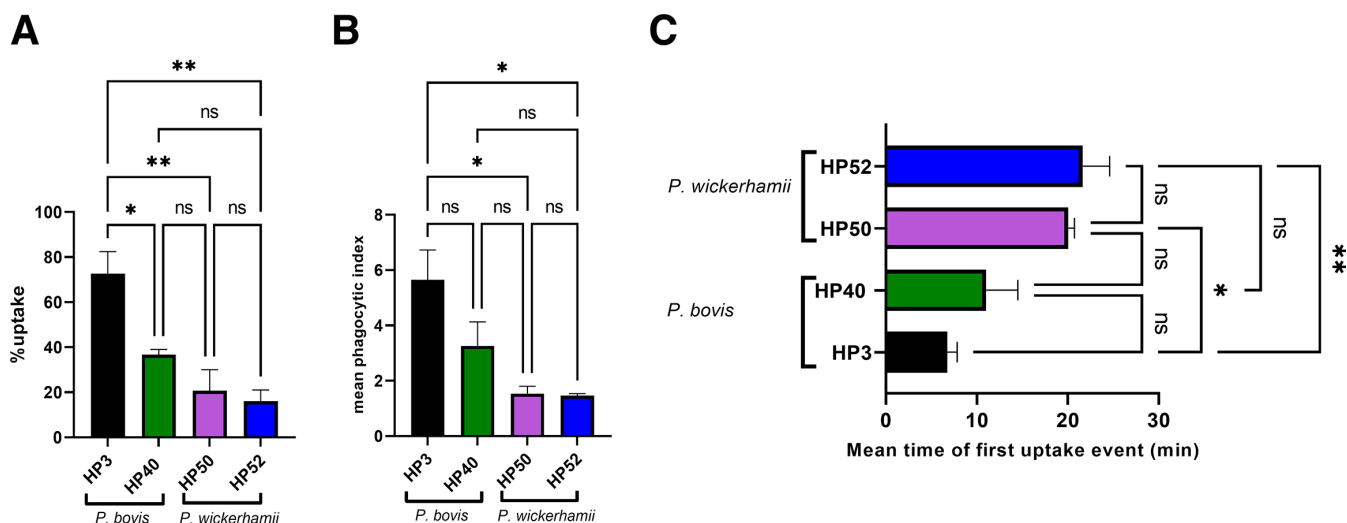 A
B
C
**
ns
**
*
ns
ns
%uptake
100
80
60
40
20
0
HP3
HP40
HP50
HP52
P. bovis
P. wickerhamii
*
ns
*
ns
ns
ns
mean phagocytic index
8
6
4
2
0
HP3
HP40
HP50
HP52
P. bovis
P. wickerhamii
P. wickerhamii
P. bovis
HP52
HP50
HP40
HP3
ns
ns
ns
*
ns
**
0
10
20
30
Mean time of first uptake event (min)